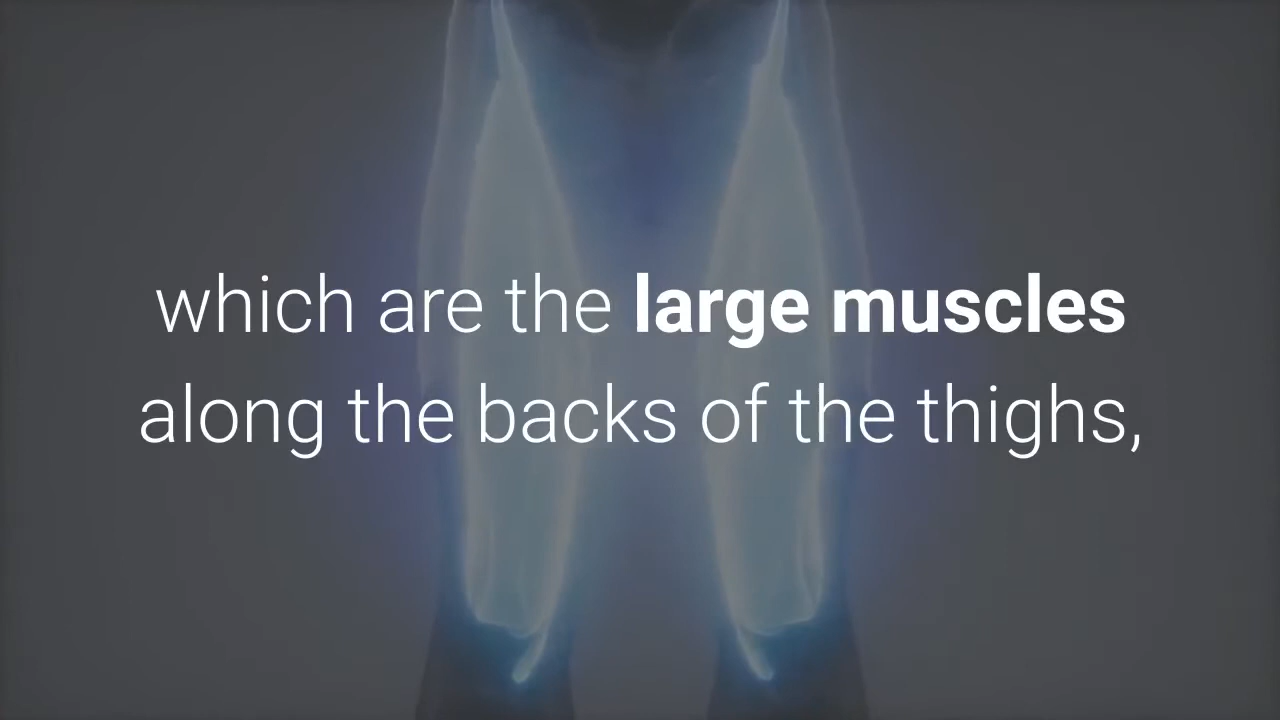 which are the large muscles
along the backs of the thighs,